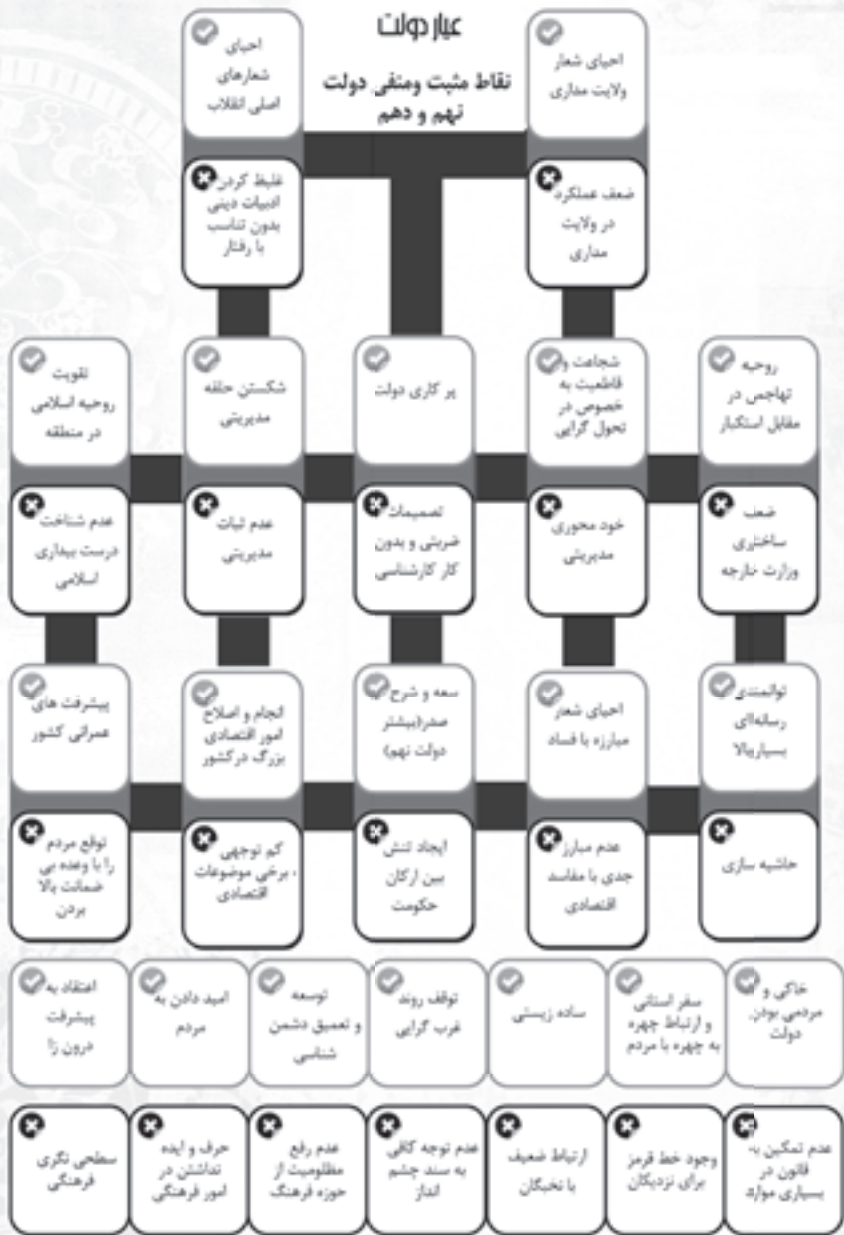 عیار دولت
نقاط مثبت ومنفی دولت
نهم و دهم
احیای شعار
ولایت مداری
ضعف عملکرد
در ولایت
مداری
احیای
شعارهای
اصلی انقلاب
غلیظ کردن
ادبیات دینی
بدون تناسب
با رفتار
روحیه
تهاجمی در
مقابل استکبار
ضعف
ساختاری
وزارت خارجه
شجاعت و
قاطعیت به
خصوص در
تحول گرایی
خود محوری
مدیریتی
پر کاری دولت
تصمیمات
ضربتی و بدون
کار کارشناسی
شکستن حلقه
مدیریتی
عدم ثبات
مدیریتی
تقویت
روحیه اسلامی
در منطقه
عدم شناخت
درست بیداری
اسلامی
توانمندی
رسانه‌ای
بسیاربالا
حاشیه سازی
احیای شعار
مبارزه با فساد
عدم مبارز
جدی با مفاسد
اقتصادی
سعه و شرح
صدر(بیشتر
دولت نهم)
ایجاد تنش
بین ارکان
حکومت
انجام و اصلاح
امور اقتصادی
بزرگ درکشور
کم توجهی
برخی موضوعات
اقتصادی
پیشرفت های
عمرانی کشور
توقع مردم
را با وعده بی
ضمانت بالا
بردن
خاکی و
مردمی بودن
دولت
عدم تمکین به
قانون در
بسیاری موارد
سفر استانی
و ارتباط چهره
به چهره با مردم
وجود خط قرمز
برای نزدیکان
ساده زیستی
ارتباط ضعیف
با نخبگان
توقف روند
غرب گرایی
عدم توجه کافی
به سند چشم
انداز
توسعه
و تعمیق دشمن
شناسی
عدم رفع
مظلومیت از
حوزه فرهنگ
امید دادن به
مردم
حرف و ایده
نداشتن در
امور فرهنگی
اعتقاد به
پیشرفت
درون زا
سطحی نگری
فرهنگی